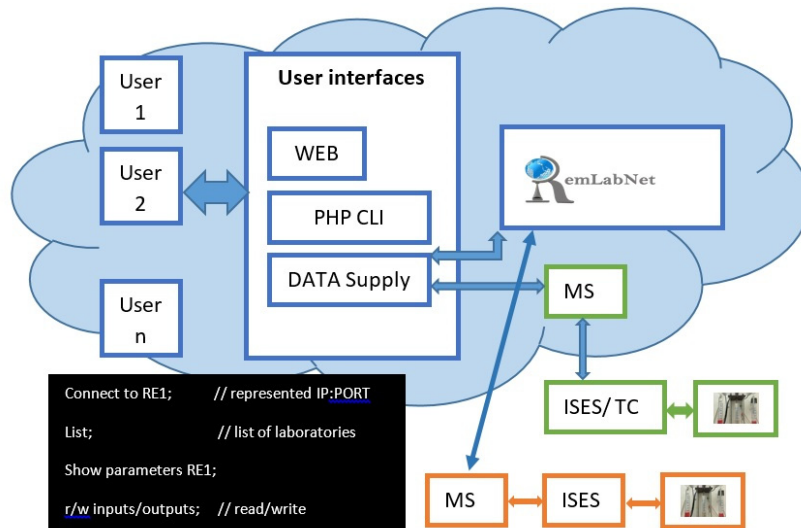 User
1
User
2
User
n
User interfaces
WEB
PHP CLI
DATA Supply
RemLabNet
MS
ISES/ TC
MS
ISES
Connect to RE1; // represented IP:PORT
List; // list of laboratories
Show parameters RE1;
r/w inputs/outputs; // read/write